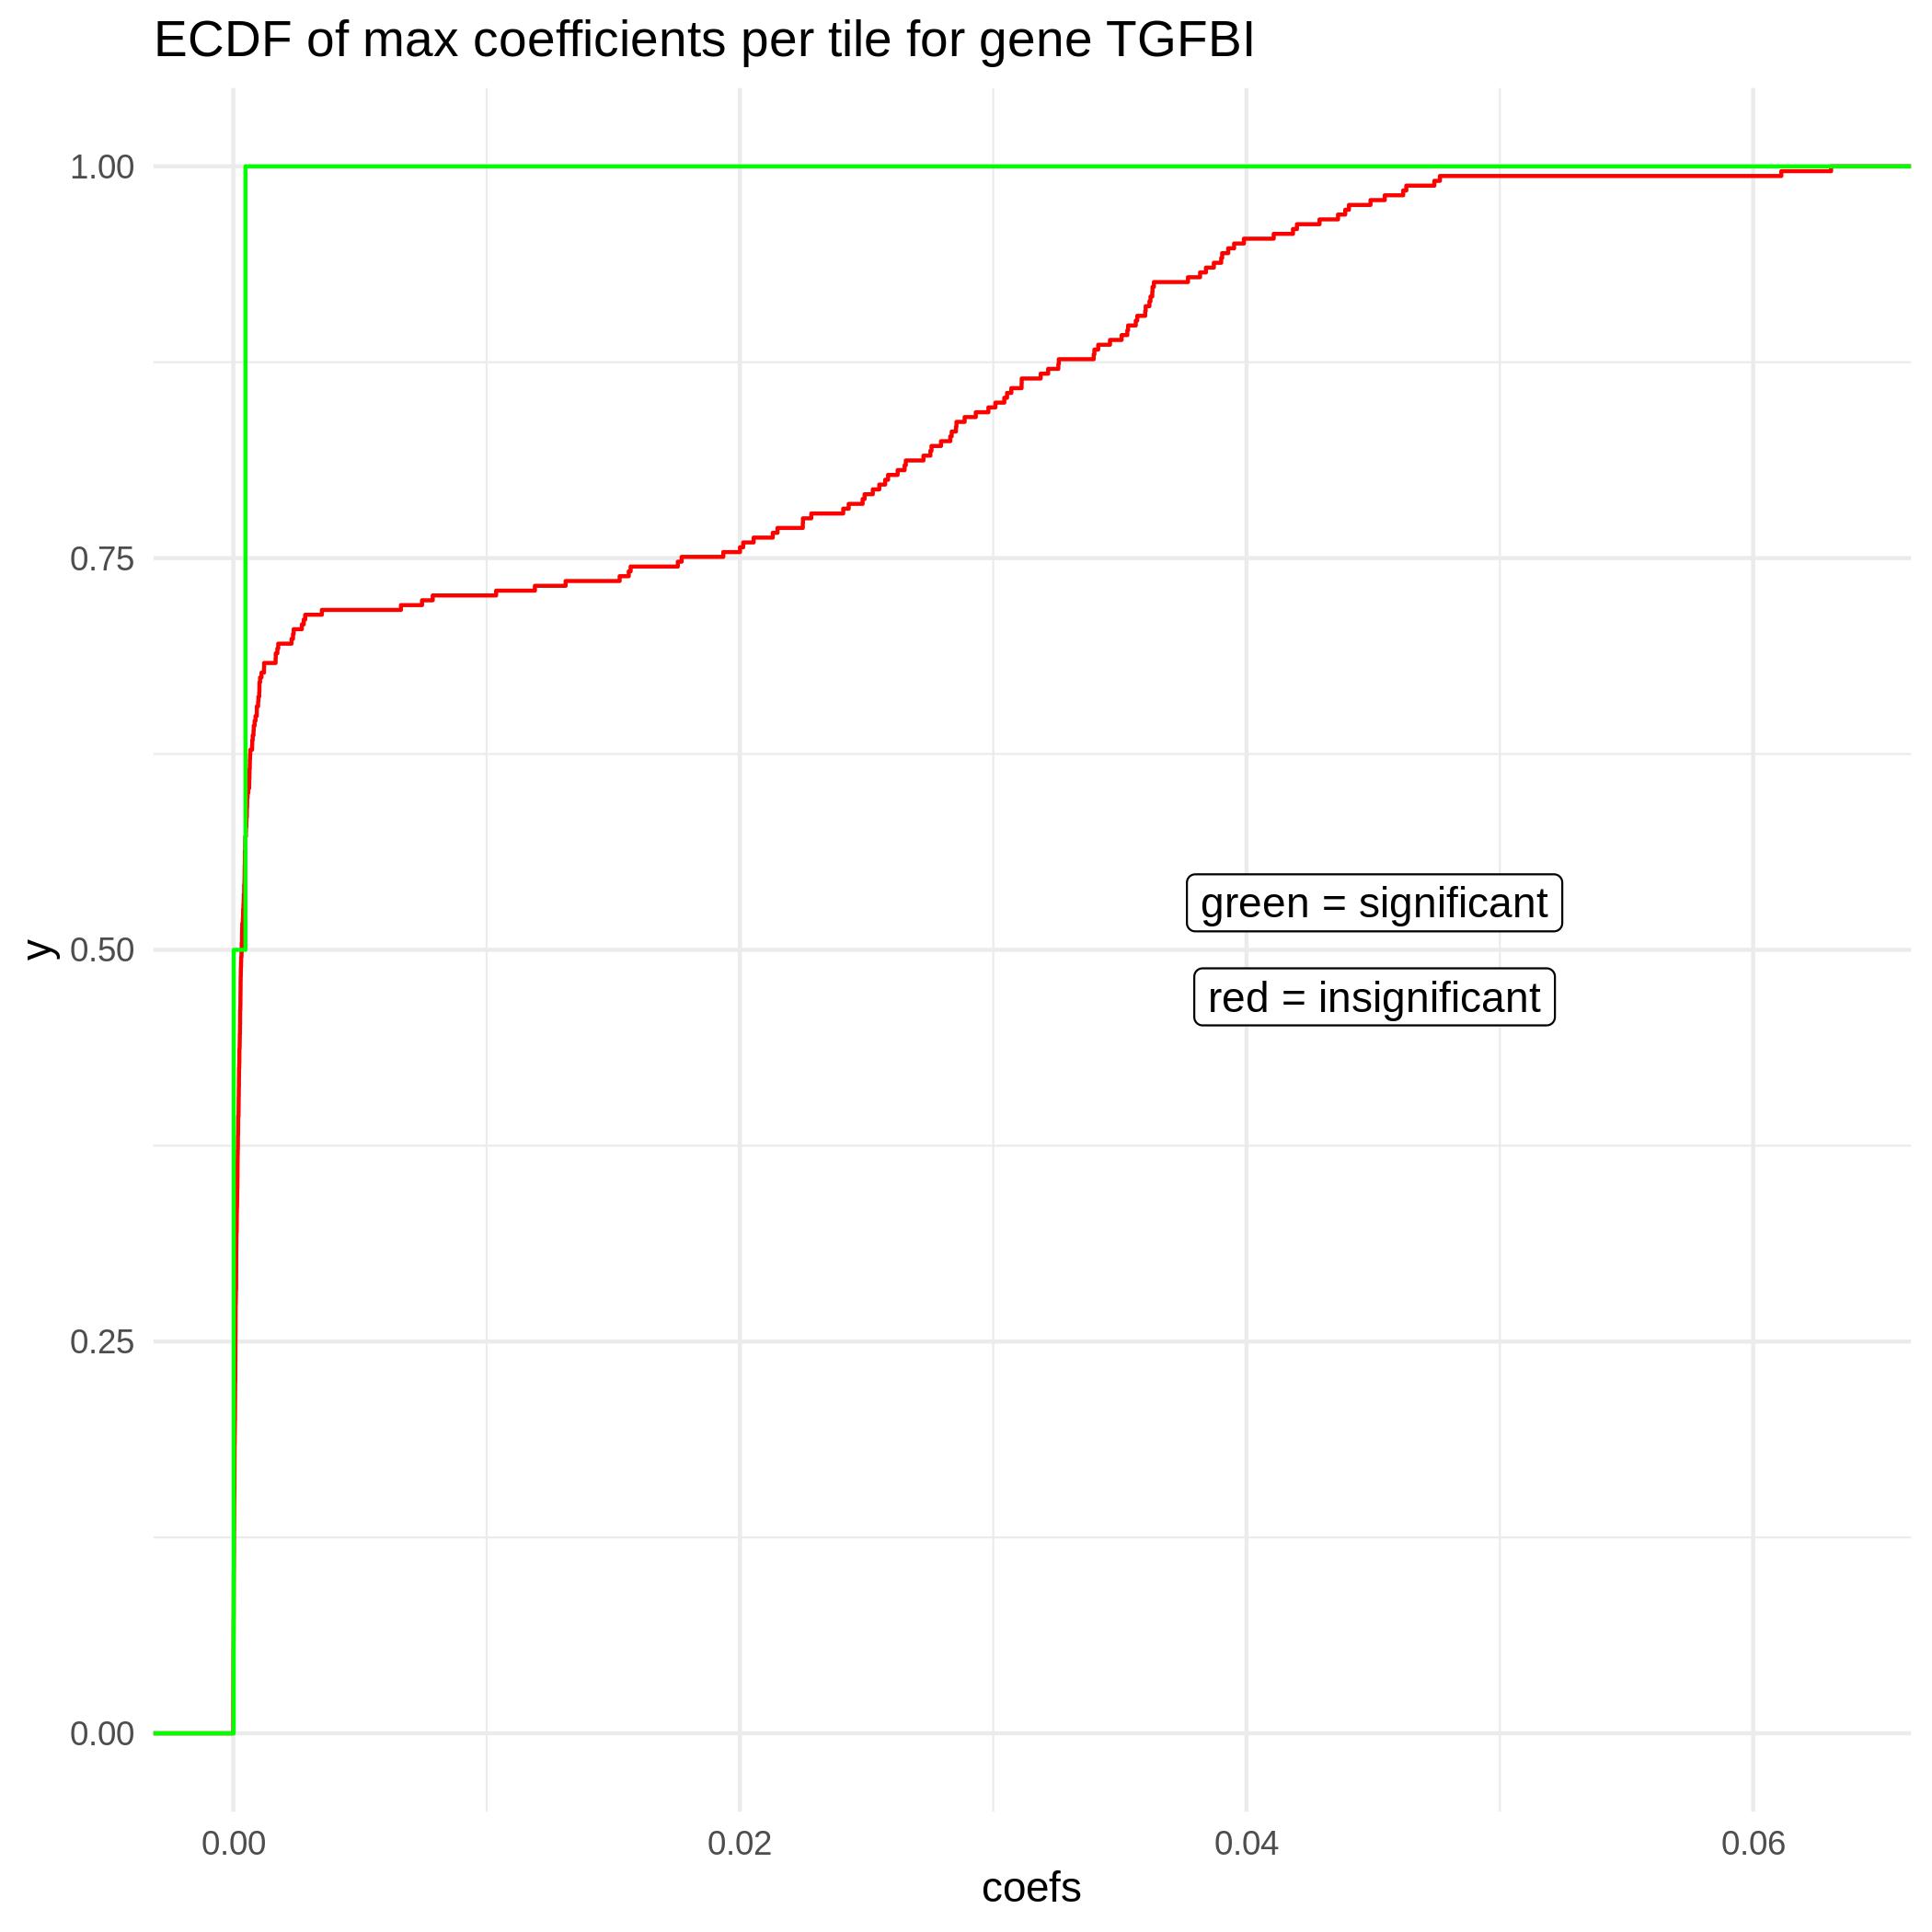 ECDF of max coefficients per tile for gene TGFBI
1.00
0.75
0.50
0.25
0.00
y
green = significant
red = insignificant
0.00 0.02 0.04 0.06
coefs